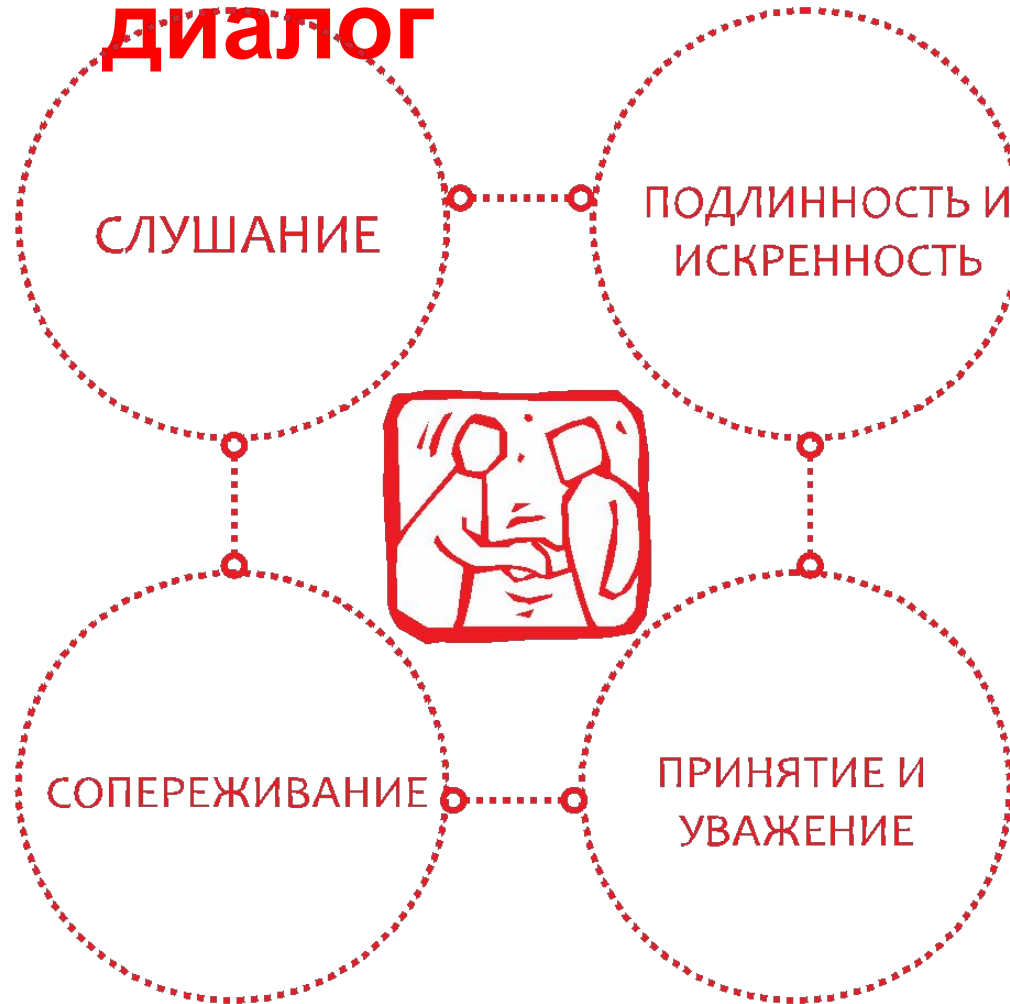 диалог
СЛУШАНИЕ
ПОДЛИННОСТЬ И
ИСКРЕННОСТЬ
СОПЕРЕЖИВАНИЕ
ПРИНЯТИЕ И
УВАЖЕНИЕ